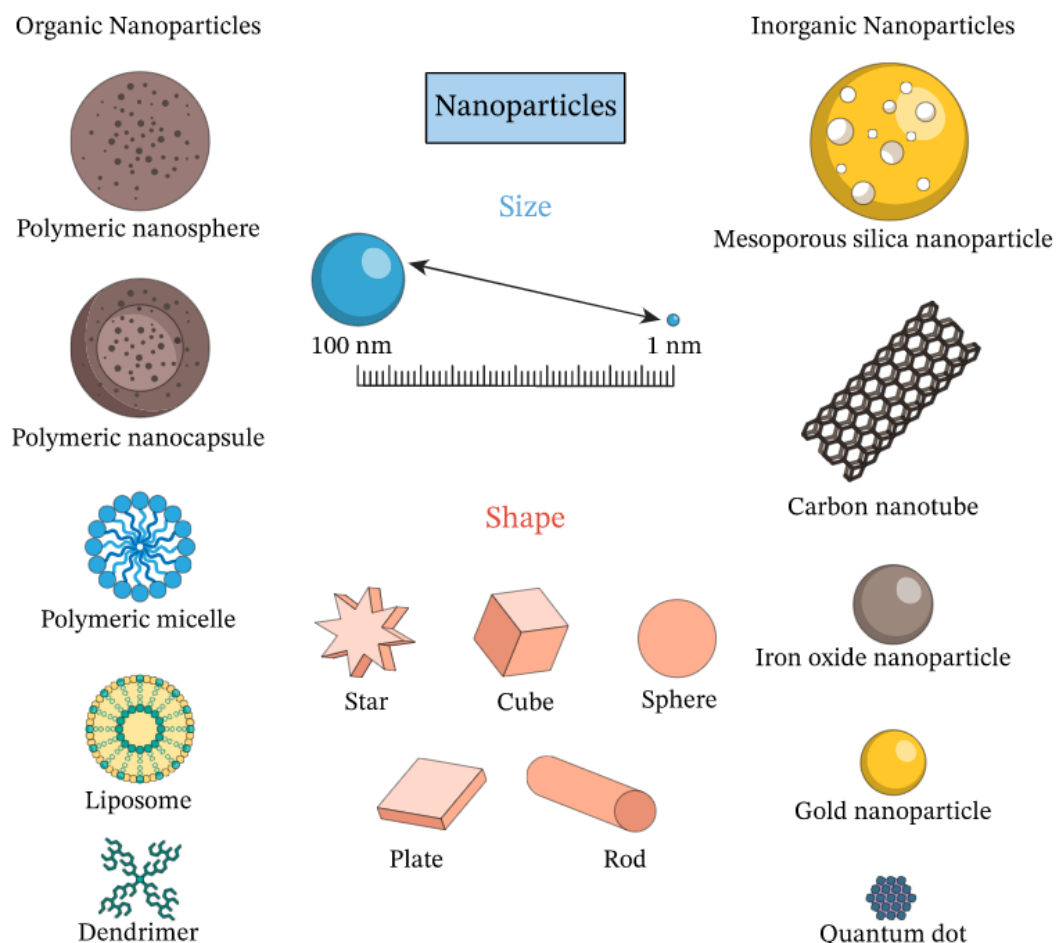 Organic Nanoparticles
Polymeric nanosphere
Polymeric nanocapsule
Polymeric micelle
Liposome
Dendrimer
Nanoparticles
Size
100 nm
1 nm
Shape
Star
Cube
Sphere
Plate
Rod
Inorganic Nanoparticles
Mesoporous silica nanoparticle
Carbon nanotube
Iron oxide nanoparticle
Gold nanoparticle
Quantum dot